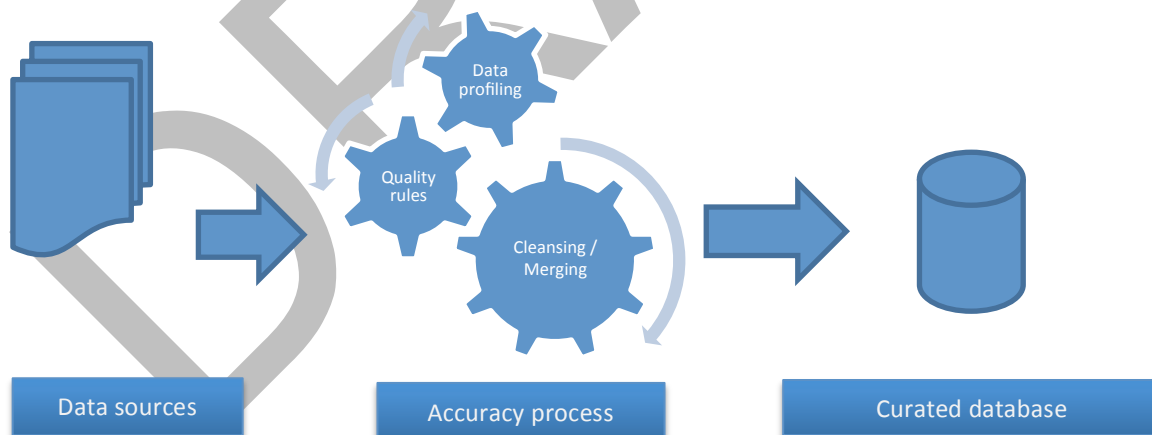 Data
profiling
Quality
rules
Cleansing /
Merging
Data sources
Accuracy process
Curated database